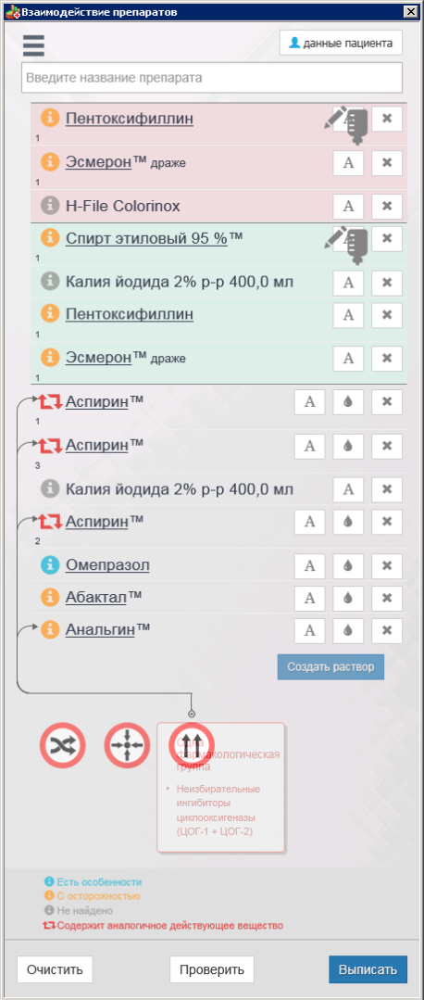 Взаимодействие препаратов
данные пациента
Введите название препарата
Пентоксифиллин
A
1
Эсмерон™ драже
A
1
H-File Colorinox
A
Спирт этиловый 95 %™
A
1
Калия йодида 2% р-р 400,0 мл
A
Пентоксифиллин
A
1
Эсмерон™ драже
A
1
Аспирин™
A
1
Аспирин™
A
3
Калия йодида 2% р-р 400,0 мл
A
Аспирин™
A
2
Омепразол
A
Абактал™
A
Анальгин™
A
Создать раствор
Одна
фармакологическая
группа
• Неизбирательные
ингибиторы
циклооксигеназы
(ЦОГ-1 + ЦОГ-2)
Есть особенности
С осторожностью
Не найдено
Содержит аналогичное действующее вещество
Очистить
Проверить
Выписать